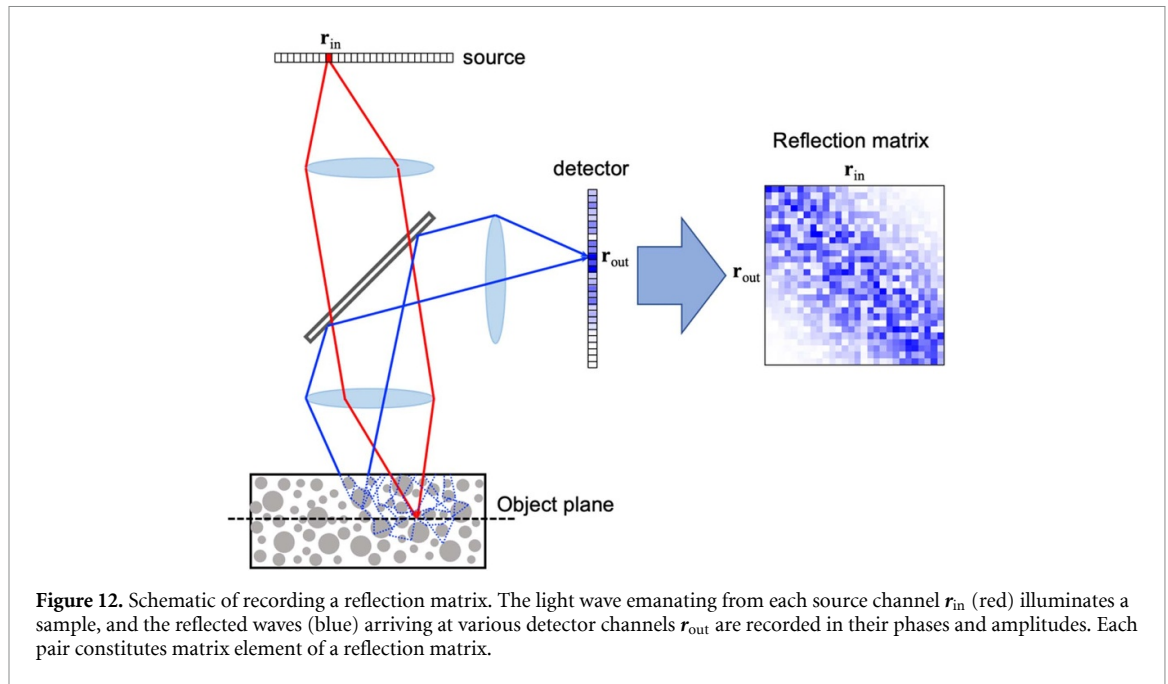 r_in
source
detector
r_out
Reflection matrix
r_in
r_out
Object plane
Figure 12. Schematic of recording a reflection matrix. The light wave emanating from each source channel r_in (red) illuminates a
sample, and the reflected waves (blue) arriving at various detector channels r_out are recorded in their phases and amplitudes. Each
pair constitutes matrix element of a reflection matrix.